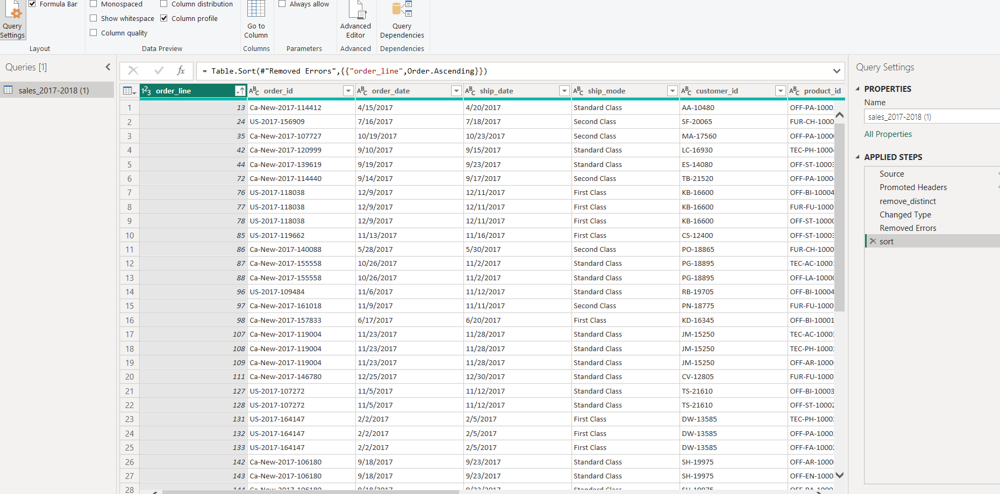 Query
Settings
Formula Bar
Layout
Monospaced
Column distribution
Show whitespace
Column profile
Column quality
Data Preview
Go to
Column
Columns
Always allow
Parameters
Advanced
Editor
Advanced
Query
Dependencies
Dependencies
Queries [1]
sales_2017-2018 (1)
fx = Table.Sort(#"Removed Errors",{{"order_line",Order.Ascending}})
1²3 order_line ABC order_id ABC order_date ABC ship_date ABC ship_mode ABC customer_id ABC product_id
1 13 Ca-New-2017-114412 4/15/2017 4/20/2017 Standard Class AA-10480 OFF-PA-1000
2 24 US-2017-156909 7/16/2017 7/18/2017 Second Class SF-20065 FUR-CH-1000
3 35 Ca-New-2017-107727 10/19/2017 10/23/2017 Second Class MA-17560 OFF-PA-1000
4 42 Ca-New-2017-120999 9/10/2017 9/15/2017 Standard Class LC-16930 TEC-PH-1000
5 44 Ca-New-2017-139619 9/19/2017 9/23/2017 Standard Class ES-14080 OFF-ST-1000
6 72 Ca-New-2017-114440 9/14/2017 9/17/2017 Second Class TB-21520 OFF-PA-1000
7 76 US-2017-118038 12/9/2017 12/11/2017 First Class KB-16600 OFF-BI-10004
8 77 US-2017-118038 12/9/2017 12/11/2017 First Class KB-16600 FUR-FU-1000
9 78 US-2017-118038 12/9/2017 12/11/2017 First Class KB-16600 OFF-ST-1000
10 85 US-2017-119662 11/13/2017 11/16/2017 First Class CS-12400 OFF-ST-1000
11 86 Ca-New-2017-140088 5/28/2017 5/30/2017 Second Class PO-18865 FUR-CH-1000
12 87 Ca-New-2017-155558 10/26/2017 11/2/2017 Standard Class PG-18895 TEC-AC-1000
13 88 Ca-New-2017-155558 10/26/2017 11/2/2017 Standard Class PG-18895 OFF-LA-1000
14 96 US-2017-109484 11/6/2017 11/12/2017 Standard Class RB-19705 OFF-BI-10004
15 97 Ca-New-2017-161018 11/9/2017 11/11/2017 Second Class PN-18775 FUR-FU-1000
16 98 Ca-New-2017-157833 6/17/2017 6/20/2017 First Class KD-16345 OFF-BI-10001
17 107 Ca-New-2017-119004 11/23/2017 11/28/2017 Standard Class JM-15250 TEC-AC-1000
18 108 Ca-New-2017-119004 11/23/2017 11/28/2017 Standard Class JM-15250 TEC-PH-1000
19 109 Ca-New-2017-119004 11/23/2017 11/28/2017 Standard Class JM-15250 OFF-AR-1000
20 111 Ca-New-2017-146780 12/25/2017 12/30/2017 Standard Class CV-12805 FUR-FU-1000
21 127 US-2017-107272 11/5/2017 11/12/2017 Standard Class TS-21610 OFF-BI-10003
22 128 US-2017-107272 11/5/2017 11/12/2017 Standard Class TS-21610 OFF-ST-1000
23 131 US-2017-164147 2/2/2017 2/5/2017 First Class DW-13585 TEC-PH-1000
24 132 US-2017-164147 2/2/2017 2/5/2017 First Class DW-13585 OFF-PA-1000
25 133 US-2017-164147 2/2/2017 2/5/2017 First Class DW-13585 OFF-FA-1000
26 142 Ca-New-2017-106180 9/18/2017 9/23/2017 Standard Class SH-19975 OFF-AR-1000
27 143 Ca-New-2017-106180 9/18/2017 9/23/2017 Standard Class SH-19975 OFF-EN-1000
28
Query Settings
PROPERTIES
Name
sales_2017-2018 (1)
All Properties
APPLIED STEPS
Source
Promoted Headers
remove_distinct
Changed Type
Removed Errors
sort